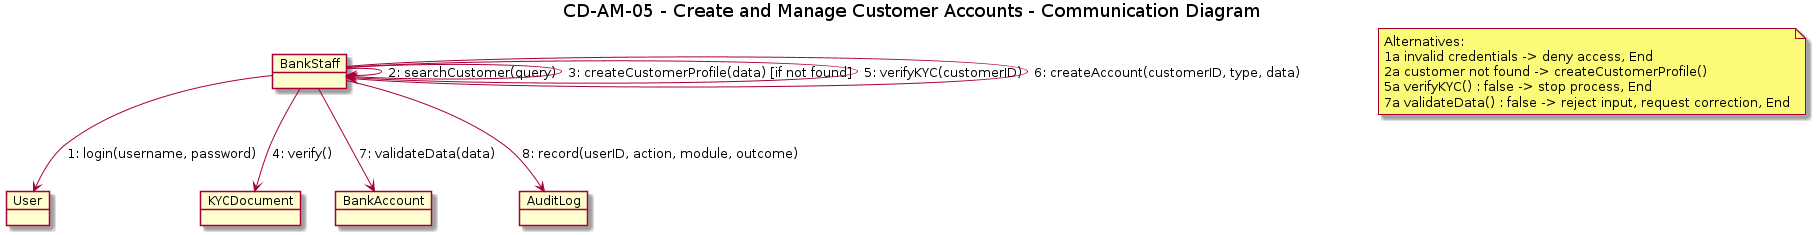 CD-AM-05 - Create and Manage Customer Accounts - Communication Diagram
Alternatives:
1a invalid credentials -> deny access, End
2a customer not found -> createCustomerProfile()
5a verifyKYC() : false -> stop process, End
7a validateData() : false -> reject input, request correction, End
BankStaff
2: searchCustomer(query)
3: createCustomerProfile(data) [if not found]
5: verifyKYC(customerID)
6: createAccount(customerID, type, data)
1: login(username, password)
4: verify()
7: validateData(data)
8: record(userID, action, module, outcome)
User
KYCDocument
BankAccount
AuditLog